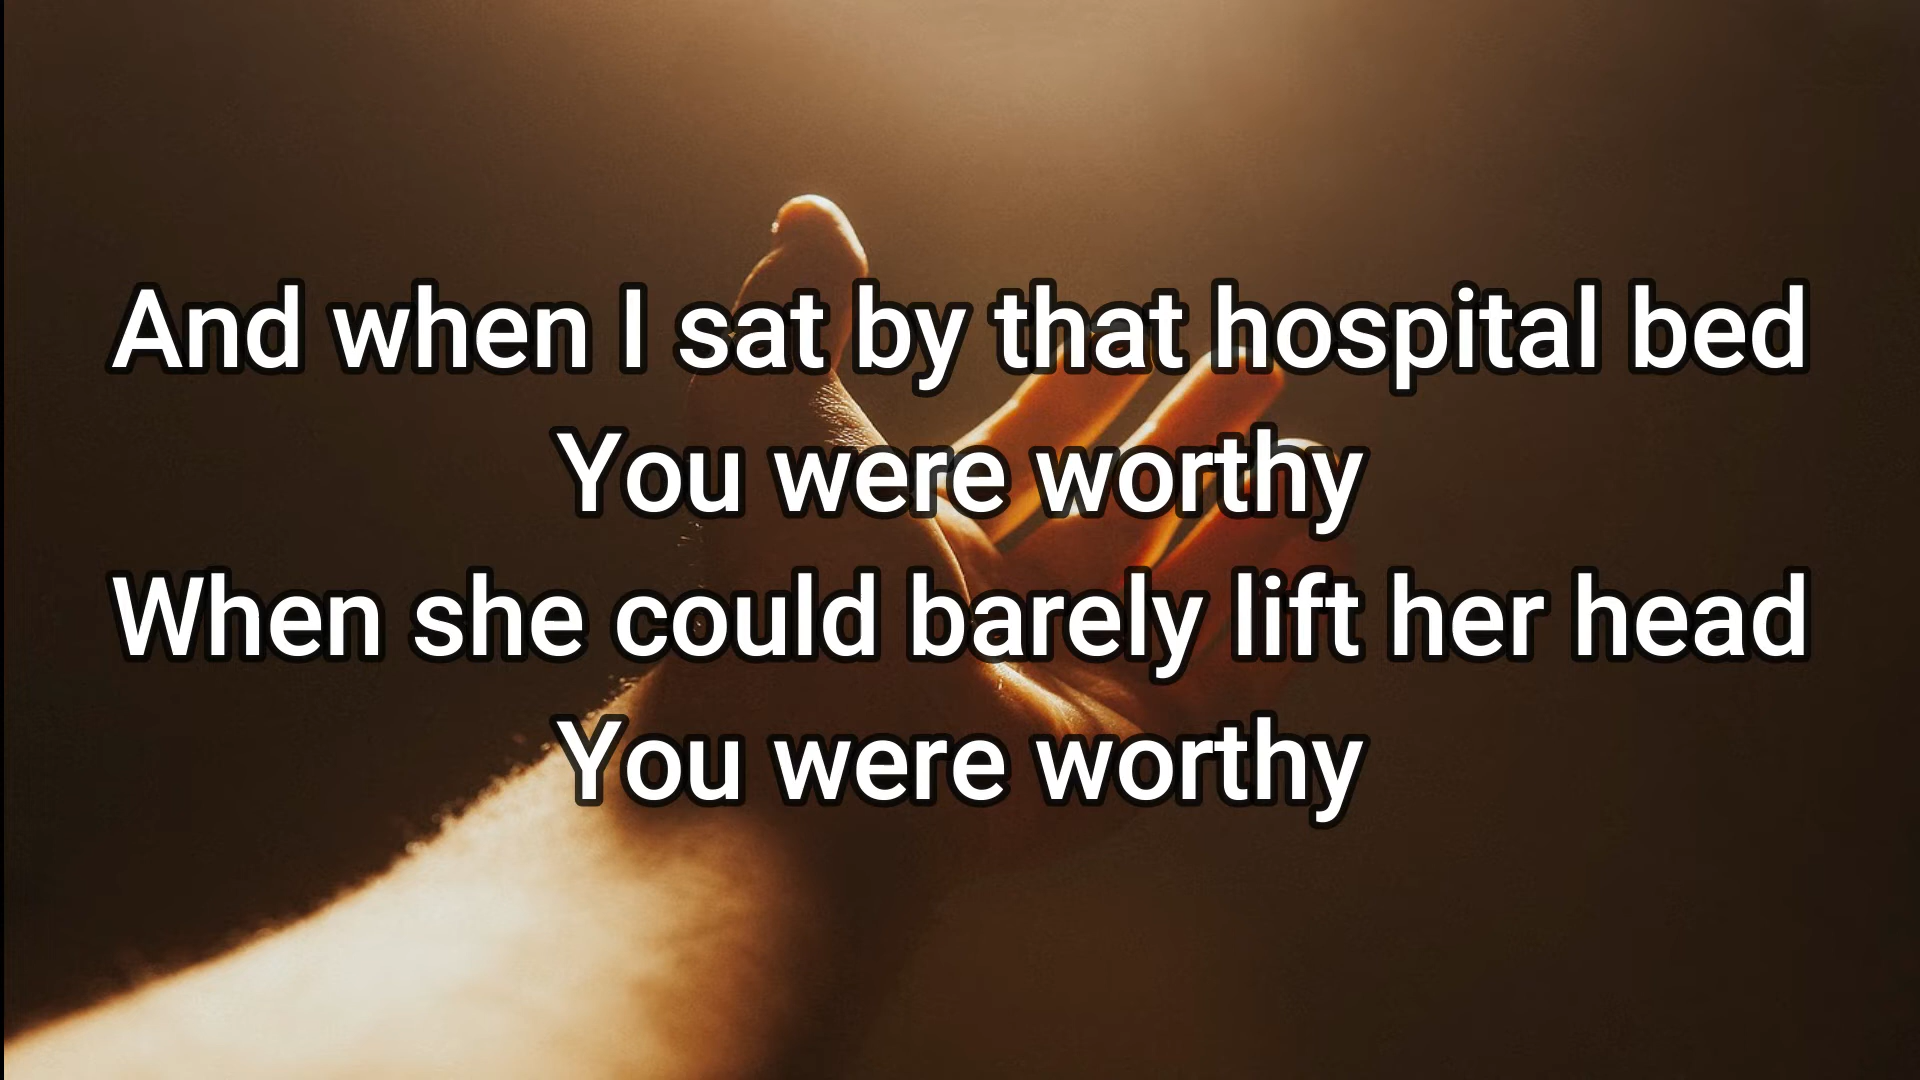 And when I sat by that hospital bed
You were worthy
When she could barely lift her head
You were worthy